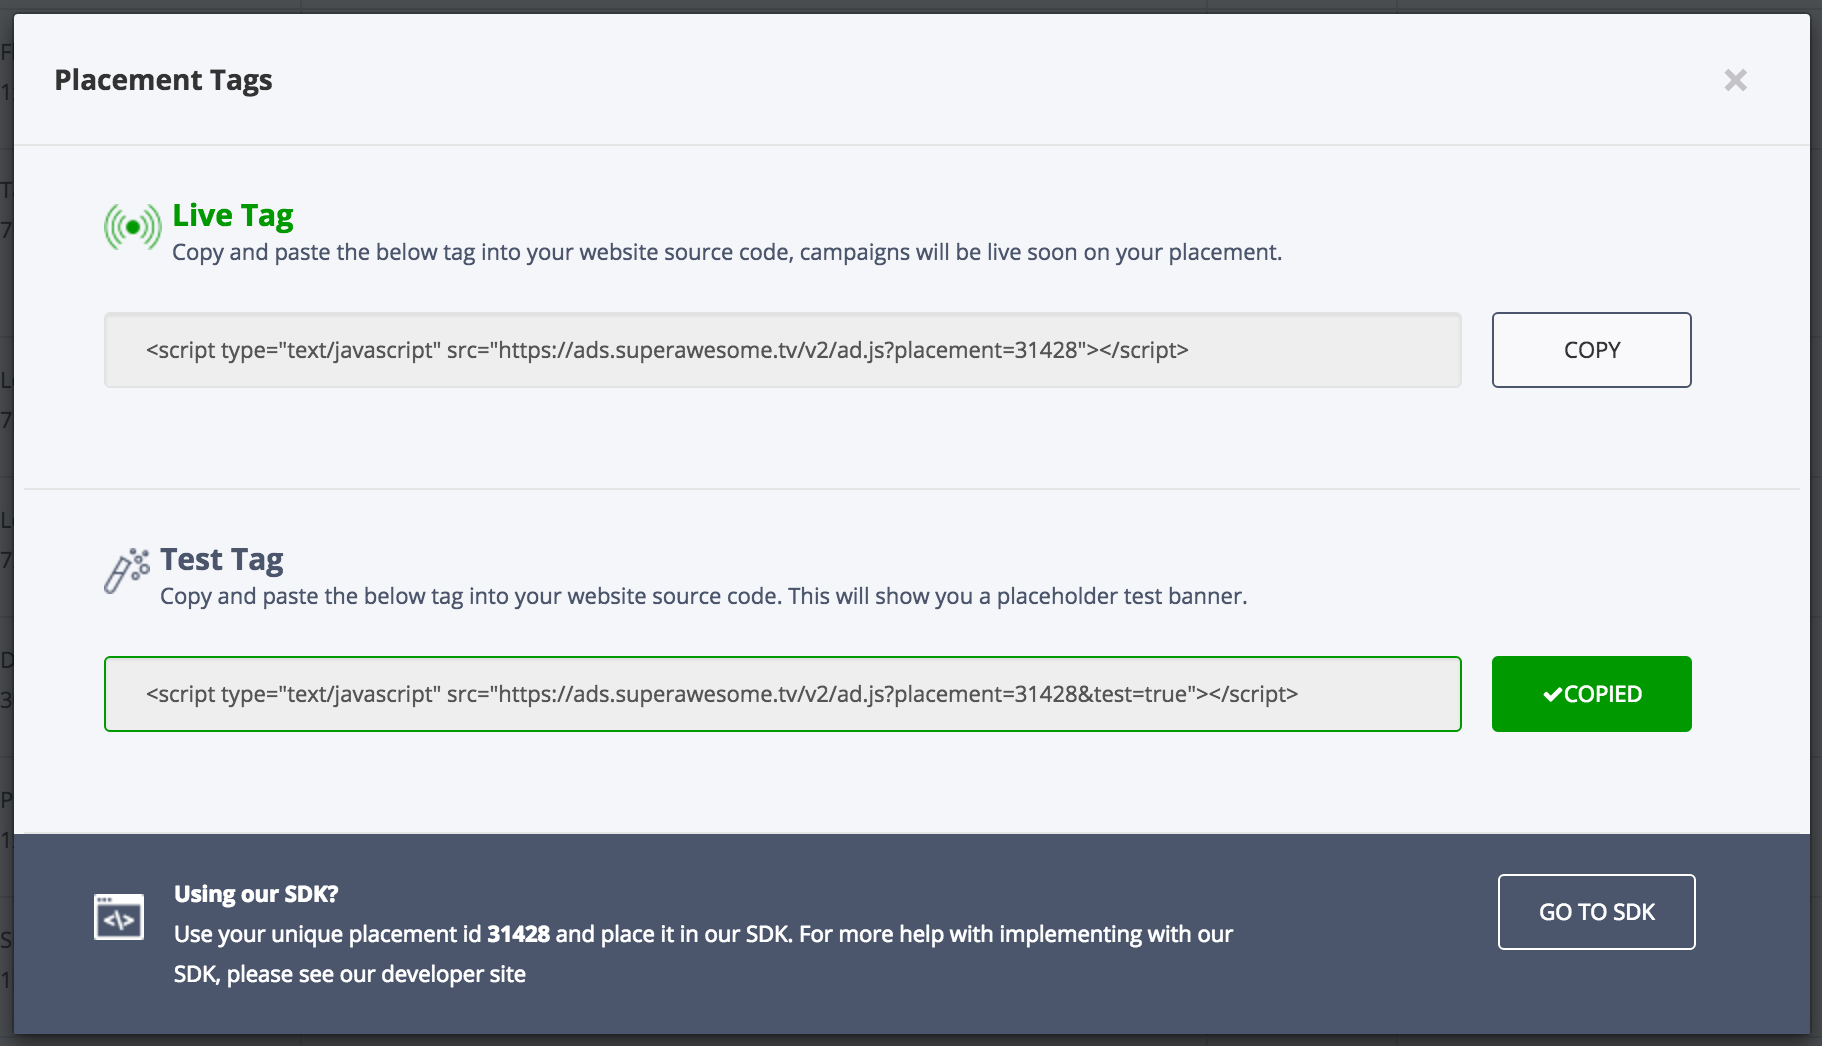 Placement Tags
Live Tag
Copy and paste the below tag into your website source code, campaigns will be live soon on your placement.
<script type="text/javascript" src="https://ads.superawesome.tv/v2/ad.js?placement=31428"></script>
COPY
Test Tag
Copy and paste the below tag into your website source code. This will show you a placeholder test banner.
<script type="text/javascript" src="https://ads.superawesome.tv/v2/ad.js?placement=31428&test=true"></script>
COPIED
Using our SDK?
Use your unique placement id 31428 and place it in our SDK. For more help with implementing with our
SDK, please see our developer site
GO TO SDK